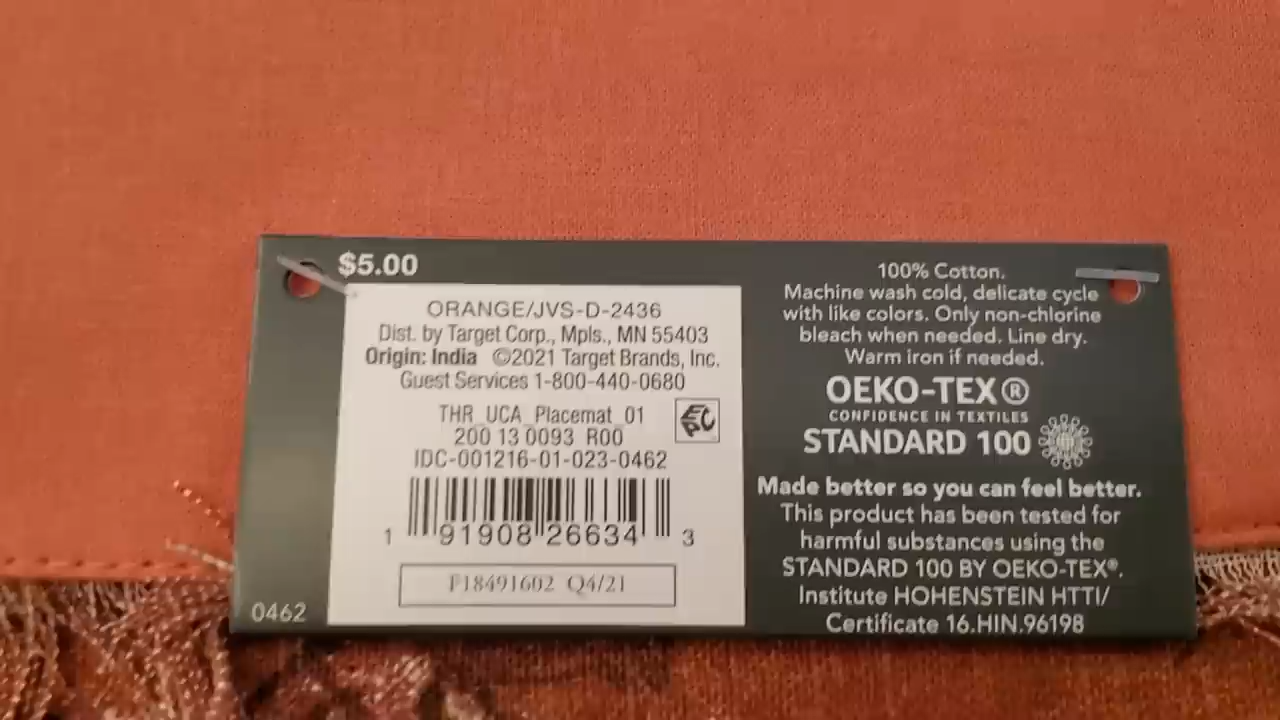 $5.00
ORANGE/JVS-D-2436
Dist. by Target Corp., Mpls., MN 55403
Origin: India ©2021 Target Brands, Inc.
Guest Services 1-800-440-0680
THR_UCA_Placemat_01
200 13 0093 R00
IDC-001216-01-023-0462
EPC
1 91908 26634 3
P18491602 Q4/21
0462
100% Cotton.
Machine wash cold, delicate cycle
with like colors. Only non-chlorine
bleach when needed. Line dry.
Warm iron if needed.
OEKO-TEX®
CONFIDENCE IN TEXTILES
STANDARD 100
Made better so you can feel better.
This product has been tested for
harmful substances using the
STANDARD 100 BY OEKO-TEX®.
Institute HOHENSTEIN HTTI/
Certificate 16.HIN.96198